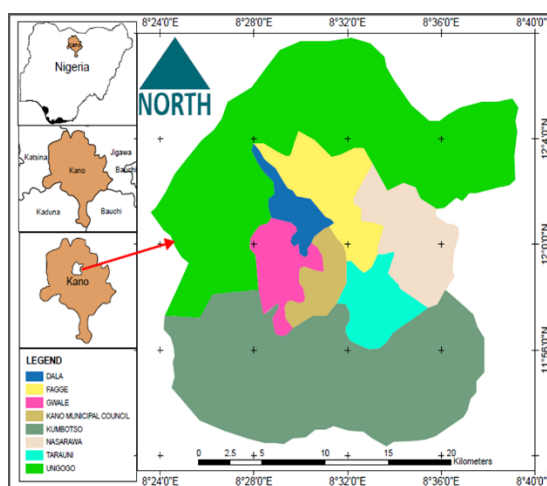 8°24'0"E 8°28'0"E 8°32'0"E 8°36'0"E 8°40'0"E
Kano
Nigeria
NORTH
12°4'0"N
Katsina
Jigawa
Kano
Bauchi
Kaduna
Bauchi
12°0'0"N
Kano
11°56'0"N
LEGEND
DALA
FAGGE
GWALE
KANO MUNICIPAL COUNCIL
KUMBOTSO
NASARAWA
TARAUNI
UNGOGO
0 2.5 5 10 15 20
Kilometers
8°24'0"E 8°28'0"E 8°32'0"E 8°36'0"E 8°40'0"E